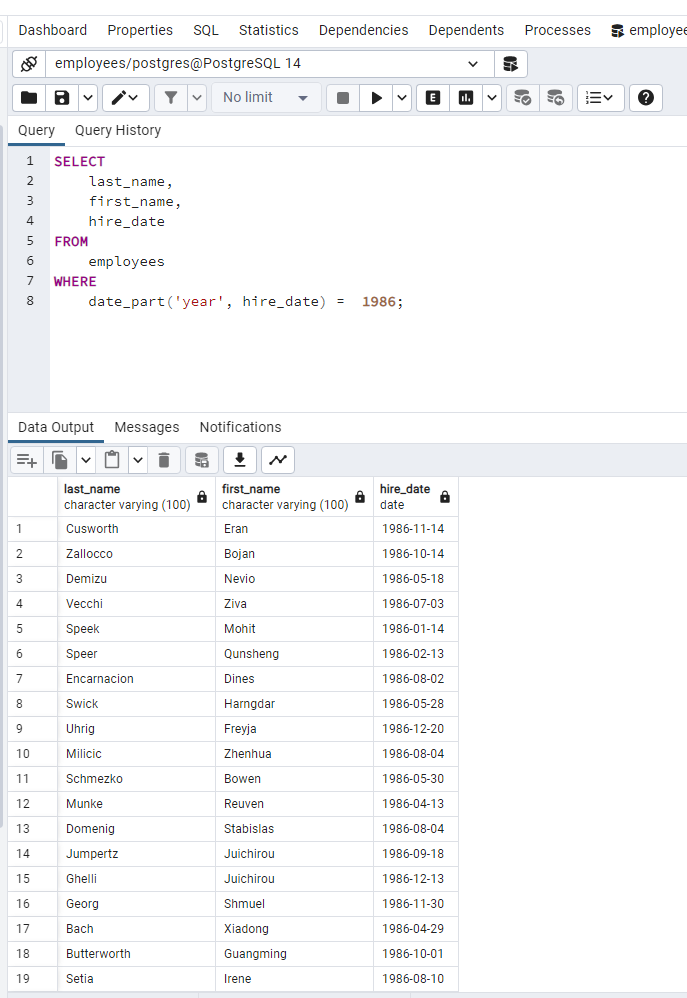 Dashboard Properties SQL Statistics Dependencies Dependents Processes employee
employees/postgres@PostgreSQL 14
No limit E
Query Query History
1 SELECT
2 last_name,
3 first_name,
4 hire_date
5 FROM
6 employees
7 WHERE
8 date_part('year', hire_date) = 1986;
Data Output Messages Notifications
last_name first_name hire_date
character varying (100) character varying (100) date
1 Cusworth Eran 1986-11-14
2 Zallocco Bojan 1986-10-14
3 Demizu Nevio 1986-05-18
4 Vecchi Ziva 1986-07-03
5 Speek Mohit 1986-01-14
6 Speer Qunsheng 1986-02-13
7 Encarnacion Dines 1986-08-02
8 Swick Harngdar 1986-05-28
9 Uhrig Freyja 1986-12-20
10 Milicic Zhenhua 1986-08-04
11 Schmezko Bowen 1986-05-30
12 Munke Reuven 1986-04-13
13 Domenig Stabislas 1986-08-04
14 Jumpertz Juichirou 1986-09-18
15 Ghelli Juichirou 1986-12-13
16 Georg Shmuel 1986-11-30
17 Bach Xiadong 1986-04-29
18 Butterworth Guangming 1986-10-01
19 Setia Irene 1986-08-10